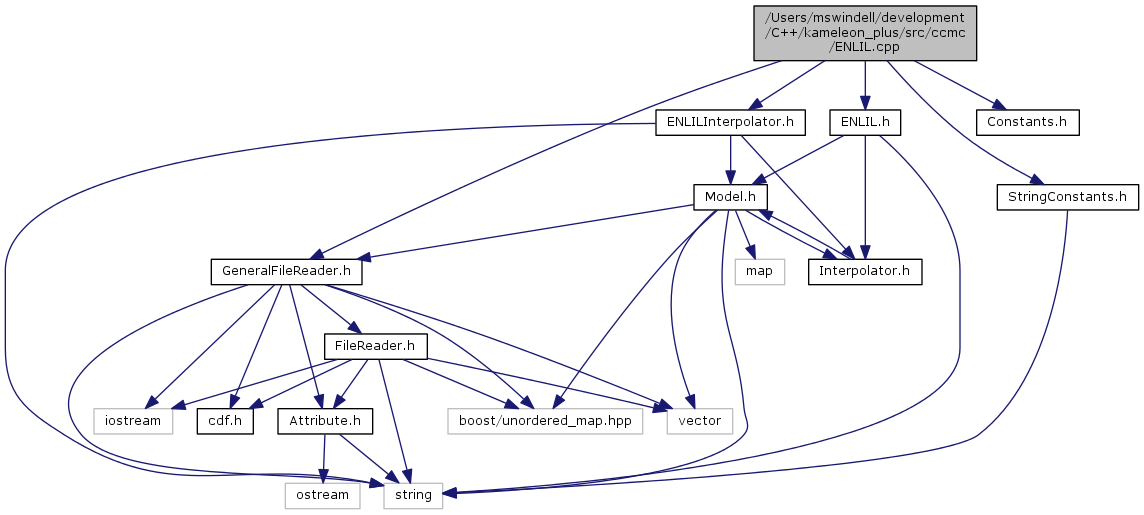 /Users/mswindell/development
/C++/kameleon_plus/src/ccmc
/ENLIL.cpp
ENLILInterpolator.h
ENLIL.h
Constants.h
Model.h
StringConstants.h
GeneralFileReader.h
map
Interpolator.h
FileReader.h
iostream
cdf.h
Attribute.h
boost/unordered_map.hpp
vector
ostream
string